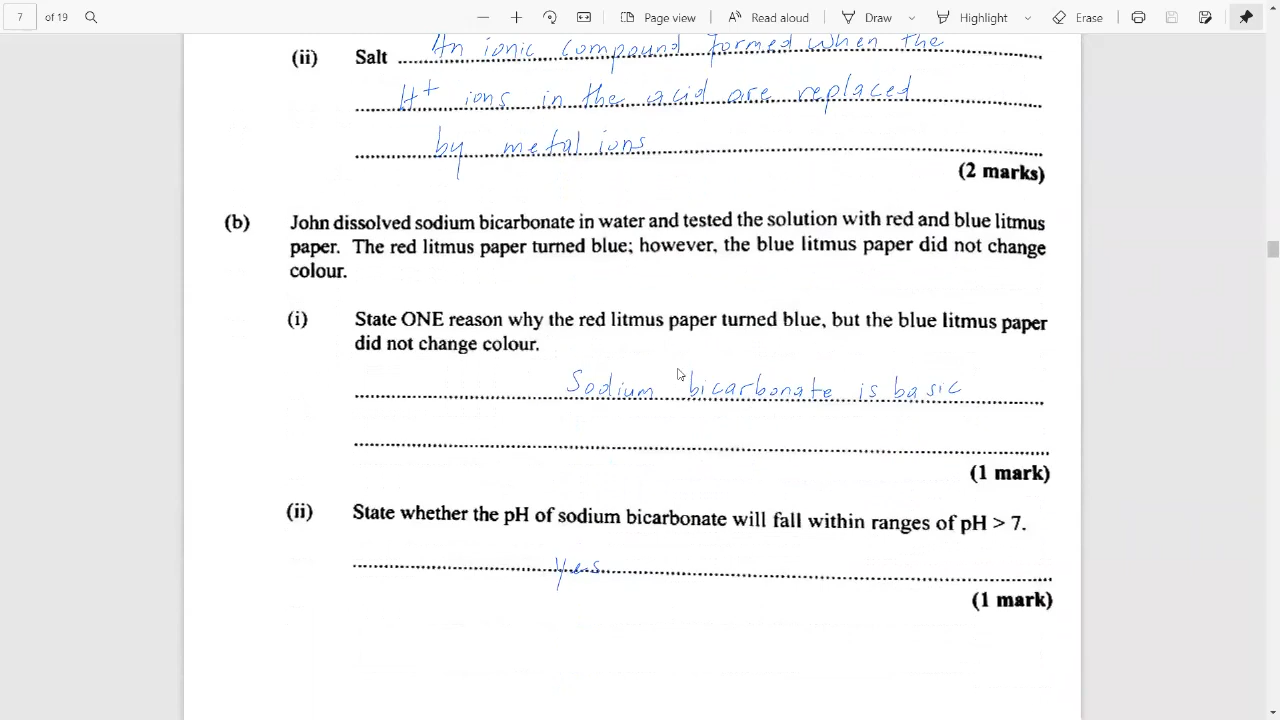 7 of 19 Page view Read aloud Draw Highlight Erase
An ionic compound formed when the
(ii) Salt
H+ ions in the acid are replaced
by metal ions
(2 marks)
(b) John dissolved sodium bicarbonate in water and tested the solution with red and blue litmus
paper. The red litmus paper turned blue; however, the blue litmus paper did not change
colour.
(i) State ONE reason why the red litmus paper turned blue, but the blue litmus paper
did not change colour.
Sodium bicarbonate is basic
(1 mark)
(ii) State whether the pH of sodium bicarbonate will fall within ranges of pH > 7.
Yes
(1 mark)